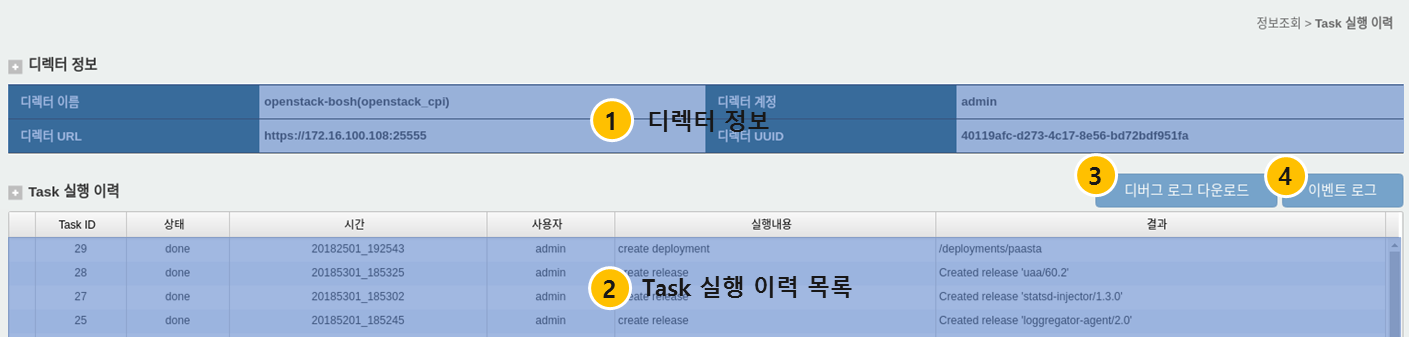 정보조회 > Task 실행 이력
디렉터 정보
디렉터 이름 openstack-bosh(openstack_cpi) 디렉터 계정 admin
1 디렉터 정보
디렉터 URL https://172.16.100.108:25555 디렉터 UUID 40119afc-d273-4c17-8e56-bd72bdf951fa
Task 실행 이력 3 디버그 로그 다운로드 4 이벤트 로그
Task ID 상태 시간 사용자 실행내용 결과
29 done 20182501_192543 admin create deployment /deployments/paasta
28 done 20185301_185325 admin create release Created release 'uaa/60.2'
2 Task 실행 이력 목록
27 done 20185301_185302 admin create release Created release 'statsd-injector/1.3.0'
25 done 20185201_185245 admin create release Created release 'loggregator-agent/2.0'